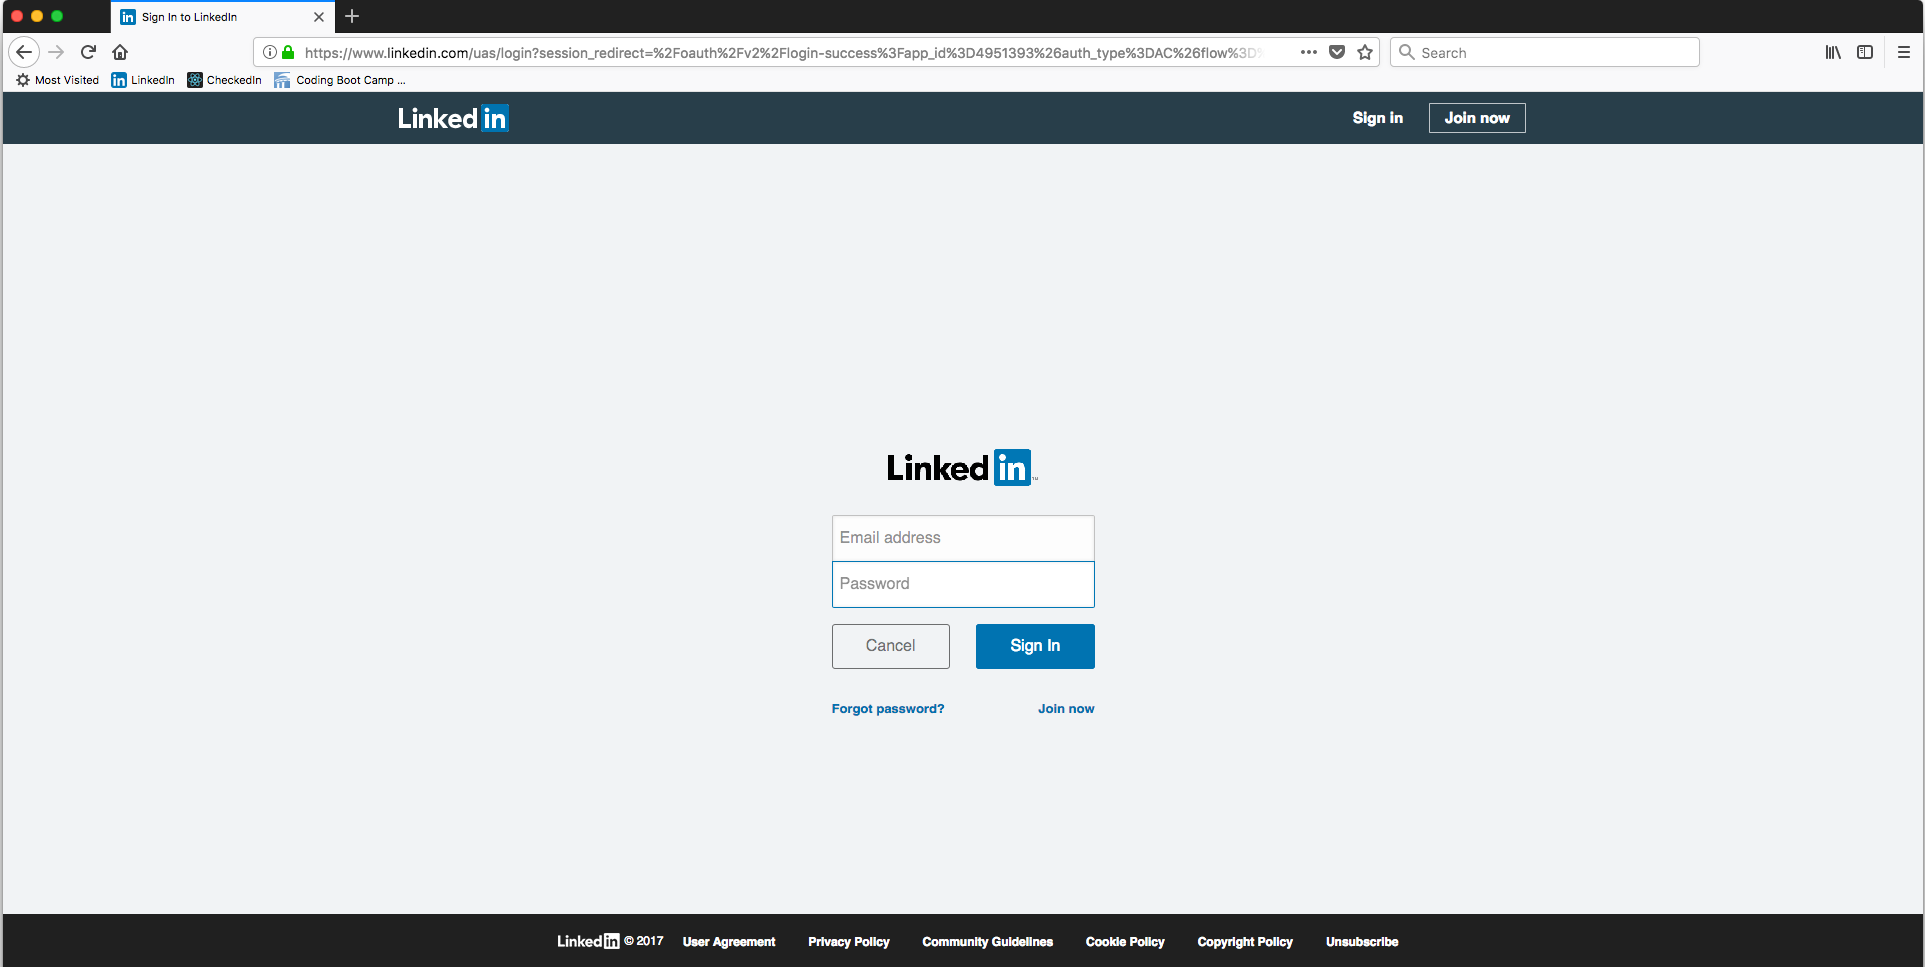 in Sign In to LinkedIn
https://www.linkedin.com/uas/login?session_redirect=%2Foauth%2Fv2%2Flogin-success%3Fapp_id%3D4951393%26auth_type%3DAC%26flow%3D% Search
Most Visited in LinkedIn CheckedIn Coding Boot Camp ...
Linked in Sign in Join now
Linked in TM
Email address
Password
Cancel Sign In
Forgot password? Join now
Linked in © 2017 User Agreement Privacy Policy Community Guidelines Cookie Policy Copyright Policy Unsubscribe